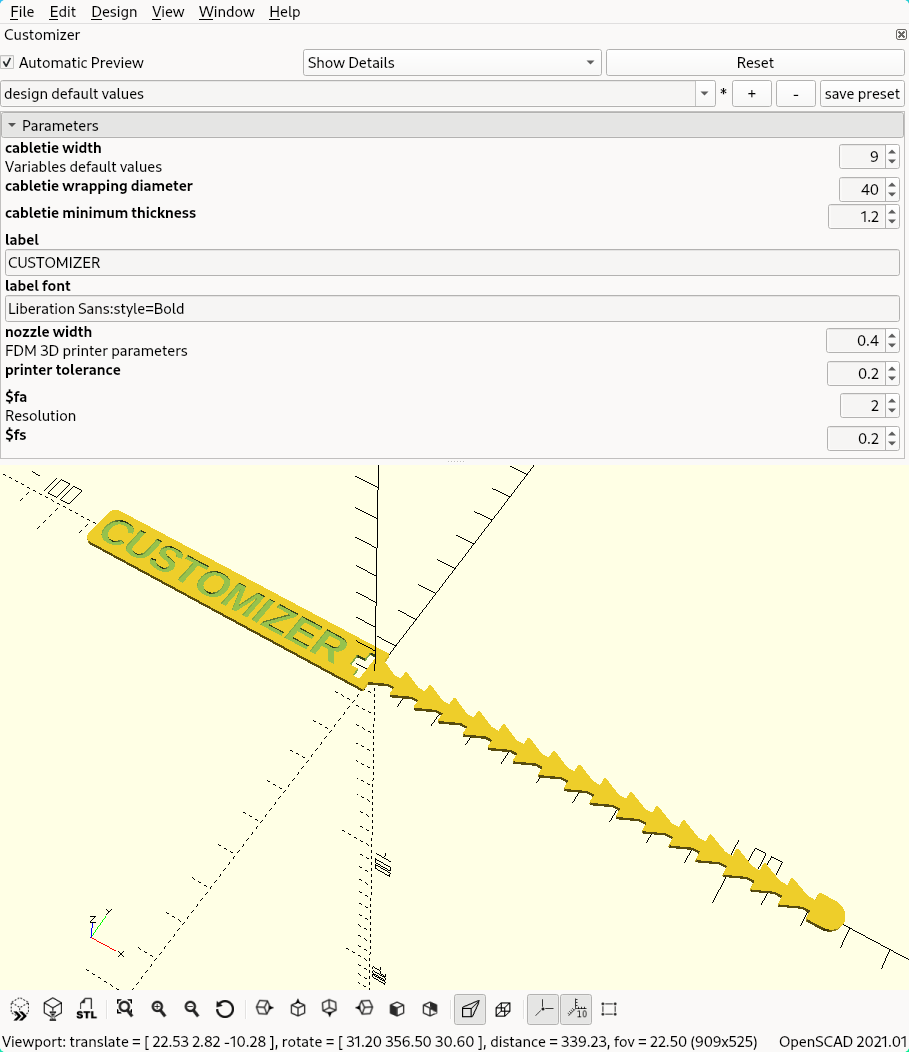 File Edit Design View Window Help
Customizer
Automatic Preview Show Details Reset
design default values * + - save preset
Parameters
cabletie width
Variables default values
9
cabletie wrapping diameter
40
cabletie minimum thickness
1.2
label
CUSTOMIZER
label font
Liberation Sans:style=Bold
nozzle width
FDM 3D printer parameters
0.4
printer tolerance
0.2
$fa
Resolution
2
$fs
0.2
100
CUSTOMIZER
Z
Y
X
STL
10
Viewport: translate = [ 22.53 2.82 -10.28 ], rotate = [ 31.20 356.50 30.60 ], distance = 339.23, fov = 22.50 (909x525) OpenSCAD 2021.01